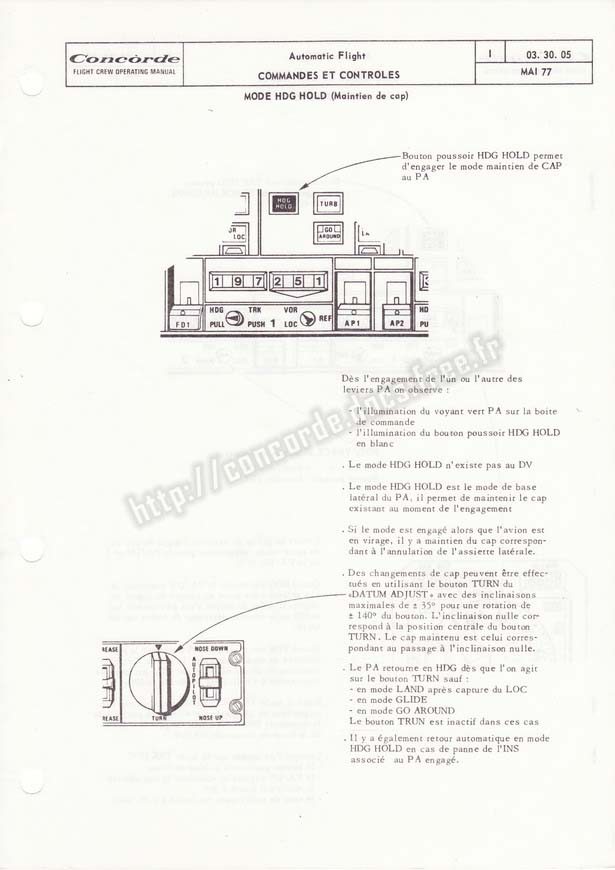 Concorde
FLIGHT CREW OPERATING MANUAL
Automatic Flight
COMMANDES ET CONTROLES
1
03. 30. 05
MAI 77
MODE HDG HOLD (Maintien de cap)
Bouton poussoir HDG HOLD permet
d'engager le mode maintien de CAP
au PA
HDG
HOLD
TURB
LOC
GO
AROUND
1 9 7 2 5 1
HDG TRK VOR
PULL PUSH 1 LOC REF
FD1
AP1
AP2
HD
PU
Dès l'engagement de l'un ou l'autre des
leviers PA on observe :
- l'illumination du voyant vert PA sur la boite
de commande
- l'illumination du bouton poussoir HDG HOLD
en blanc
. Le mode HDG HOLD n'existe pas au DV
. Le mode HDG HOLD est le mode de base
latéral du PA, il permet de maintenir le cap
existant au moment de l'engagement
. Si le mode est engagé alors que l'avion est
en virage, il y a maintien du cap correspon-
dant à l'annulation de l'assiette latérale.
. Des changements de cap peuvent être effec-
tués en utilisant le bouton TURN du
«DATUM ADJUST» avec des inclinaisons
maximales de ± 35° pour une rotation de
± 140° du bouton. L'inclinaison nulle cor-
respond à la position centrale du bouton
TURN. Le cap maintenu est celui corres-
pondant au passage à l'inclinaison nulle.
REASE
NOSE DOWN
AUTOPILOT
REASE
TURN
NOSE UP
. Le PA retourne en HDG dès que l'on agit
sur le bouton TURN sauf :
- en mode LAND après capture du LOC
- en mode GLIDE
- en mode GO AROUND
Le bouton TRUN est inactif dans ces cas
. Il y a également retour automatique en mode
HDG HOLD en cas de panne de l'INS
associé au PA engagé.
http://concorde.docs.free.fr